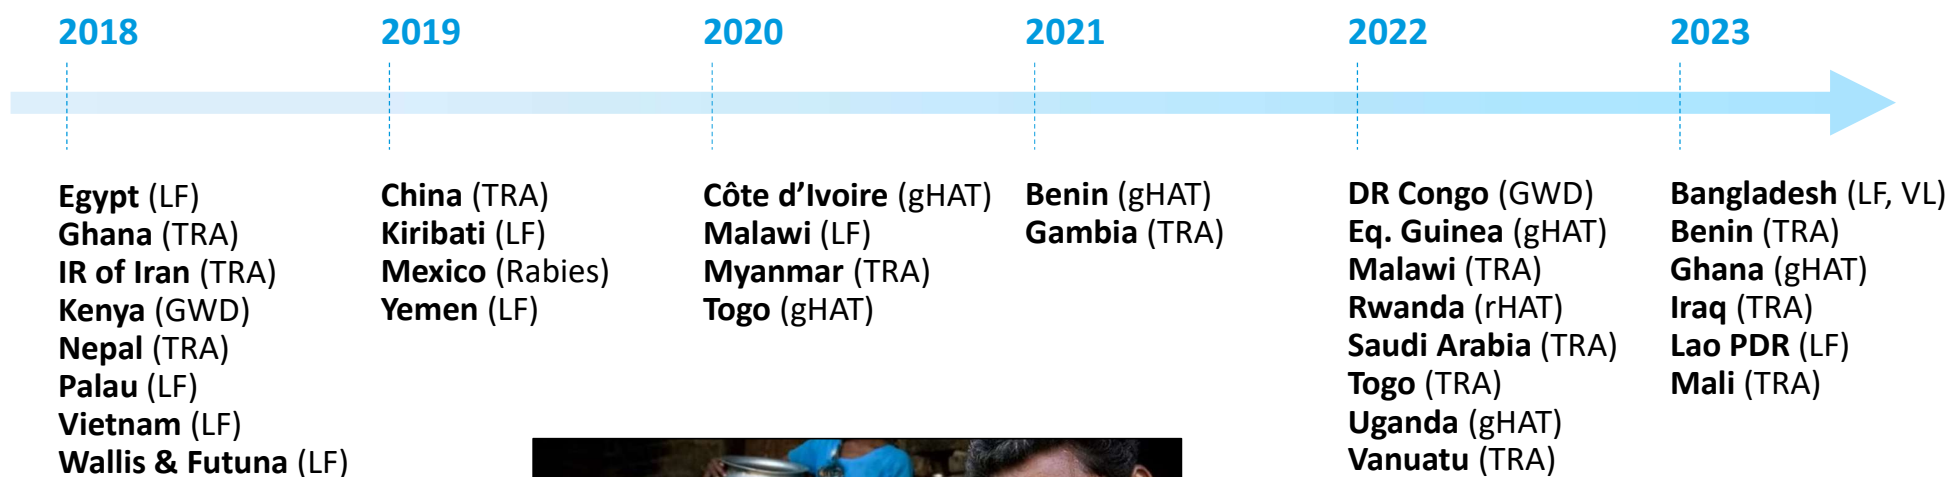 2018
Egypt (LF)
Ghana (TRA)
IR of Iran (TRA)
Kenya (GWD)
Nepal (TRA)
Palau (LF)
Vietnam (LF)
Wallis & Futuna (LF)
2019
China (TRA)
Kiribati (LF)
Mexico (Rabies)
Yemen (LF)
2020
Côte d’Ivoire (gHAT)
Malawi (LF)
Myanmar (TRA)
Togo (gHAT)
2021
Benin (gHAT)
Gambia (TRA)
2022
DR Congo (GWD)
Eq. Guinea (gHAT)
Malawi (TRA)
Rwanda (rHAT)
Saudi Arabia (TRA)
Togo (TRA)
Uganda (gHAT)
Vanuatu (TRA)
2023
Bangladesh (LF, VL)
Benin (TRA)
Ghana (gHAT)
Iraq (TRA)
Lao PDR (LF)
Mali (TRA)